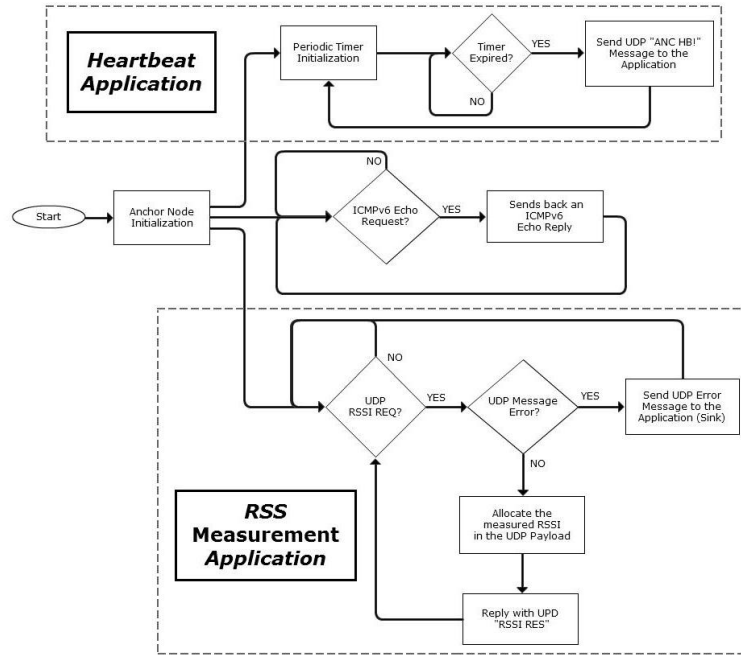 Heartbeat
Application
Periodic Timer
Initialization
Timer
Expired?
YES
NO
Send UDP "ANC HB!"
Message to the
Application
Start
Anchor Node
Initialization
NO
ICMPv6 Echo
Request?
YES
Sends back an
ICMPv6
Echo Reply
NO
UDP
RSSI REQ?
YES
UDP Message
Error?
YES
Send UDP Error
Message to the
Application (Sink)
NO
RSS
Measurement
Application
Allocate the
measured RSSI
in the UDP Payload
Reply with UPD
"RSSI RES"